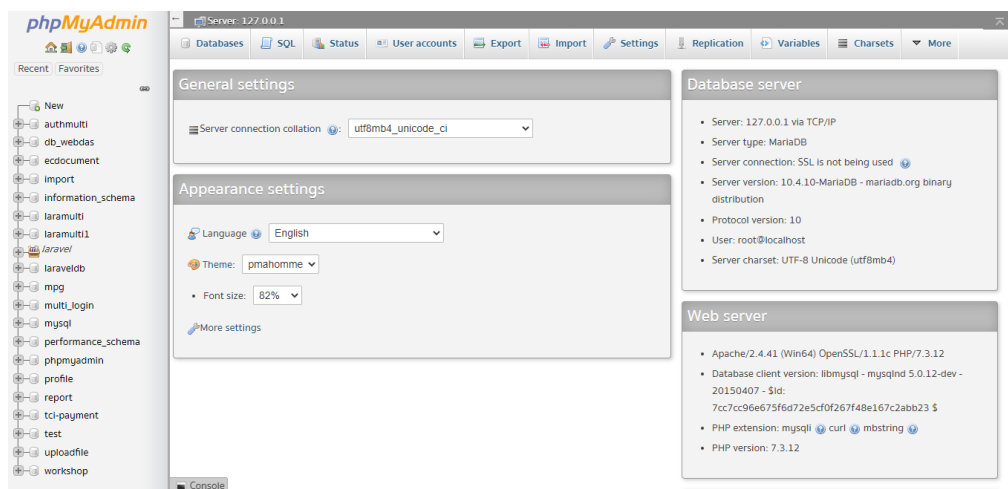 phpMyAdmin
Recent Favorites
New
authmulti
db_webdas
ecdocument
import
information_schema
laramulti
laramulti1
laravel
laraveldb
mpg
multi_login
mysql
performance_schema
phpmyadmin
profile
report
tci-payment
test
uploadfile
workshop
Server: 127.0.0.1
Databases SQL Status User accounts Export Import Settings Replication Variables Charsets More
General settings
Server connection collation : utf8mb4_unicode_ci
Appearance settings
Language English
Theme: pmahomme
• Font size: 82%
More settings
Console
Database server
• Server: 127.0.0.1 via TCP/IP
• Server type: MariaDB
• Server connection: SSL is not being used
• Server version: 10.4.10-MariaDB - mariadb.org binary
distribution
• Protocol version: 10
• User: root@localhost
• Server charset: UTF-8 Unicode (utf8mb4)
Web server
• Apache/2.4.41 (Win64) OpenSSL/1.1.1c PHP/7.3.12
• Database client version: libmysql - mysqlnd 5.0.12-dev -
20150407 - $Id:
7cc7cc96e675f6d72e5cf0f267f48e167c2abb23 $
• PHP extension: mysqli curl mbstring
• PHP version: 7.3.12